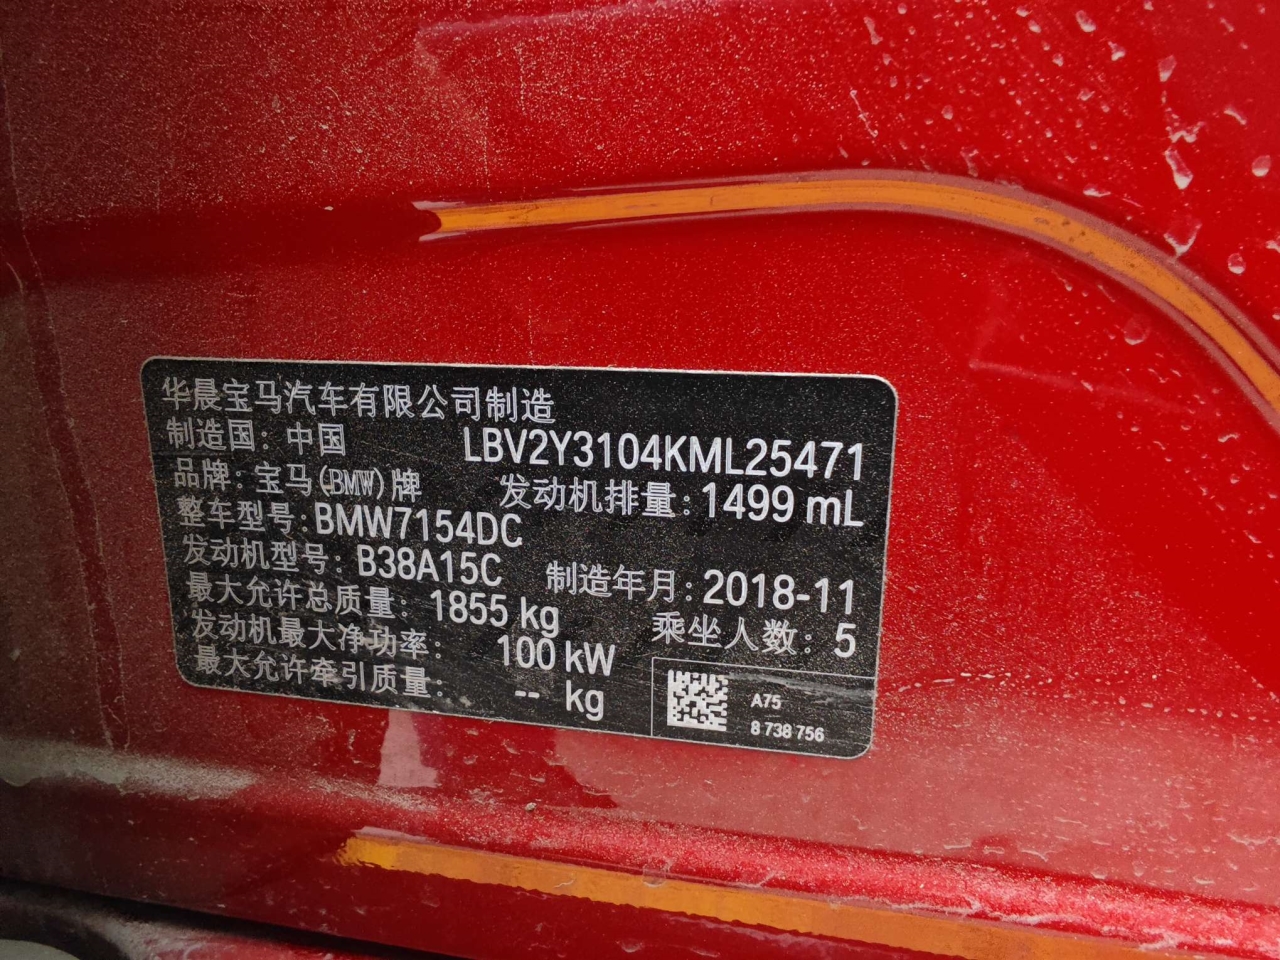 华晨宝马汽车有限公司制造
制造国: 中国 LBV2Y3104KML25471
品牌: 宝马(BMW)牌 发动机排量: 1499 mL
整车型号: BMW7154DC
发动机型号: B38A15C 制造年月: 2018-11
最大允许总质量: 1855 kg 乘坐人数: 5
发动机最大净功率: 100 kW
最大允许牵引质量: -- kg
A75
8 738 756